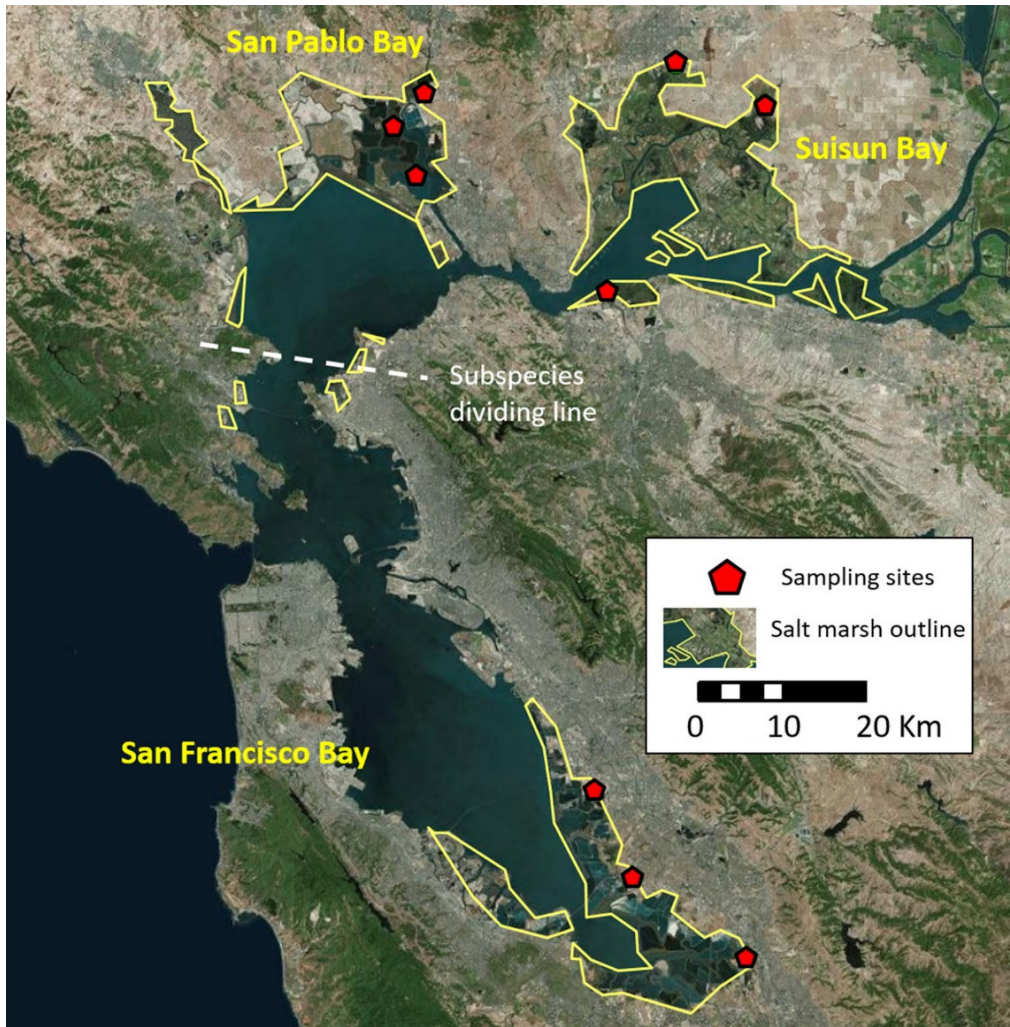 San Pablo Bay
Suisun Bay
Subspecies
dividing line
San Francisco Bay
Sampling sites
Salt marsh outline
0 10 20 Km